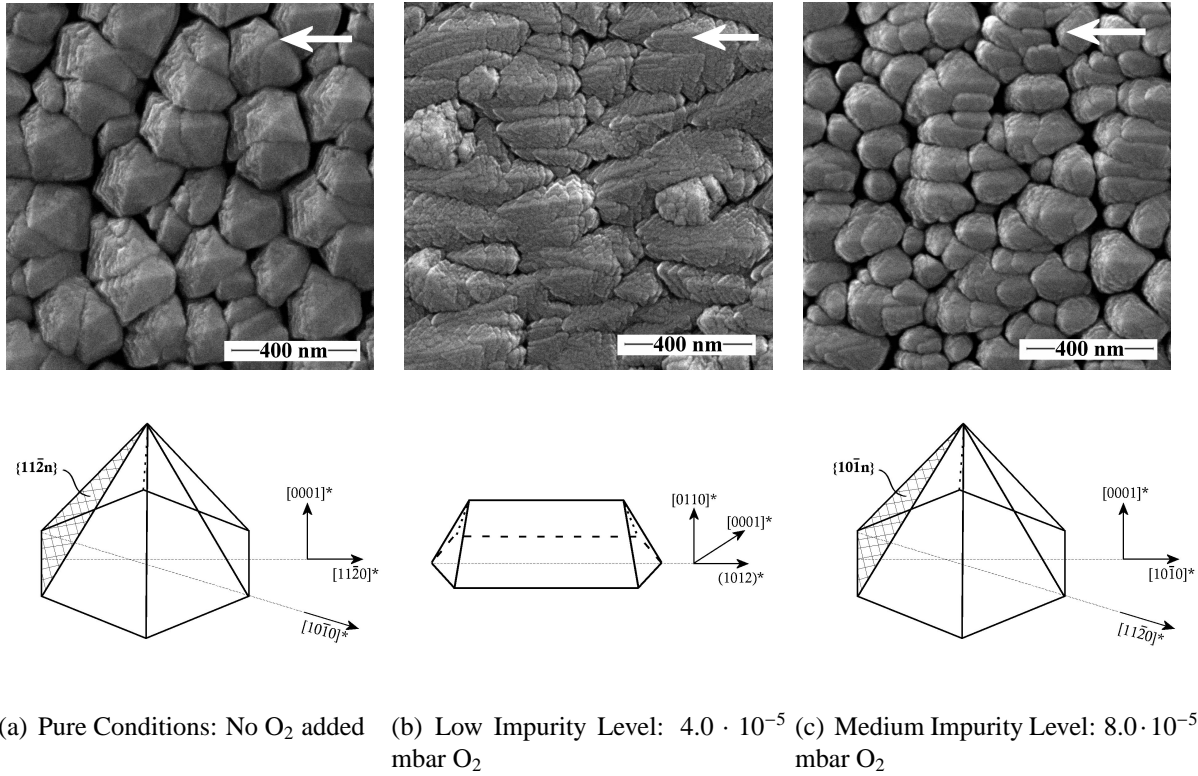 400 nm
400 nm
400 nm
{112̄n}
[0001]*
[112̄0]*
[101̄0]*
[0110]*
[0001]*
(1012)*
{101̄n}
[0001]*
[101̄0]*
[112̄0]*
(a) Pure Conditions: No O₂ added
(b) Low Impurity Level: 4.0 · 10⁻⁵
mbar O₂
(c) Medium Impurity Level: 8.0·10⁻⁵
mbar O₂